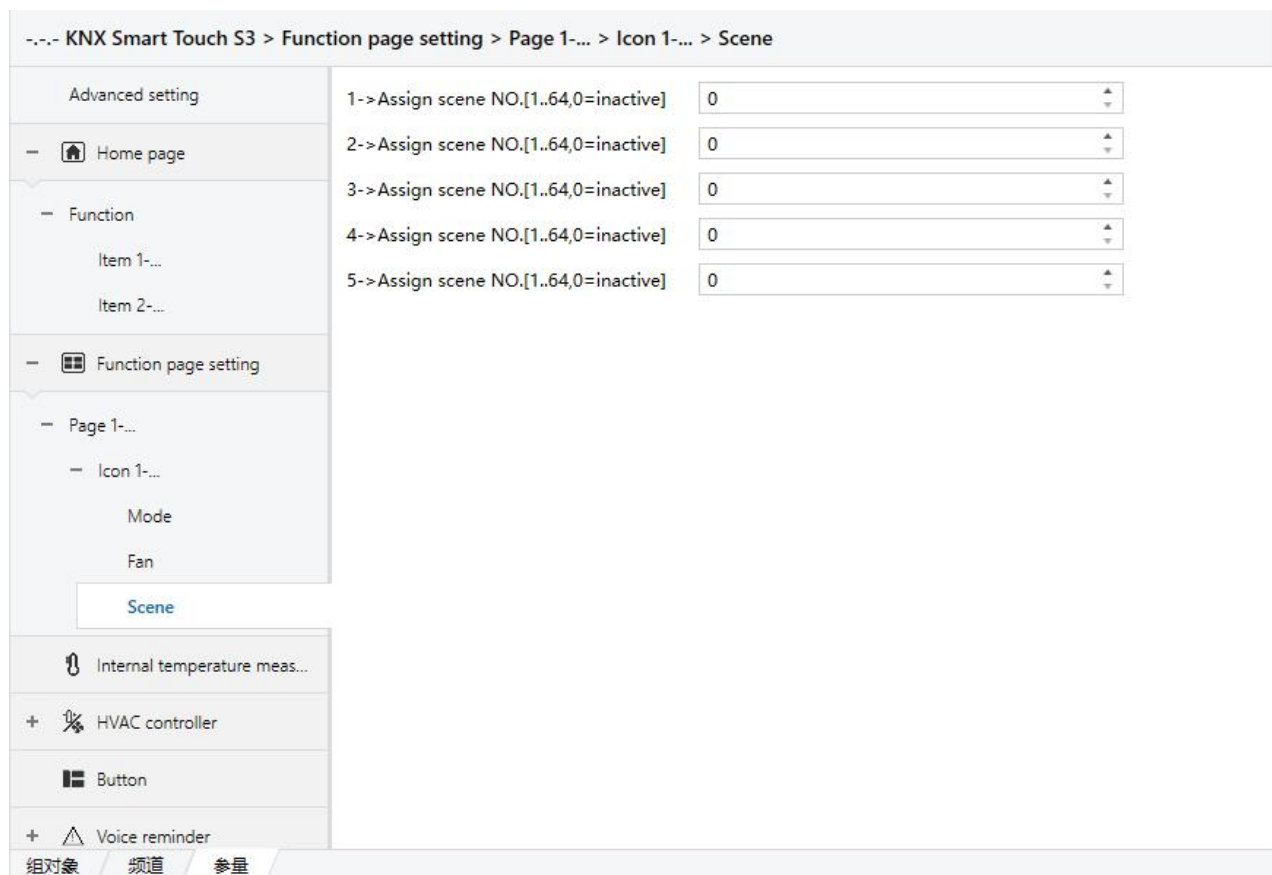 -.-.- KNX Smart Touch S3 > Function page setting > Page 1-... > Icon 1-... > Scene
Advanced setting
Home page
Function
Item 1-...
Item 2-...
Function page setting
Page 1-...
Icon 1-...
Mode
Fan
Scene
Internal temperature meas...
HVAC controller
Button
Voice reminder
1->Assign scene NO.[1..64,0=inactive] 0
2->Assign scene NO.[1..64,0=inactive] 0
3->Assign scene NO.[1..64,0=inactive] 0
4->Assign scene NO.[1..64,0=inactive] 0
5->Assign scene NO.[1..64,0=inactive] 0
组对象 频道 参量